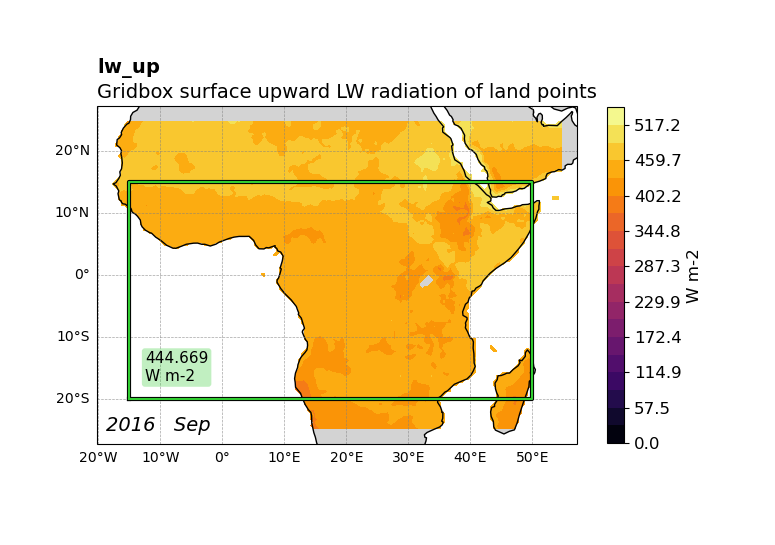 lw_up
Gridbox surface upward LW radiation of land points
20°N
10°N
0°
10°S
20°S
444.669
W m-2
2016 Sep
20°W 10°W 0° 10°E 20°E 30°E 40°E 50°E
517.2
459.7
402.2
344.8
287.3
229.9
172.4
114.9
57.5
0.0
W m-2